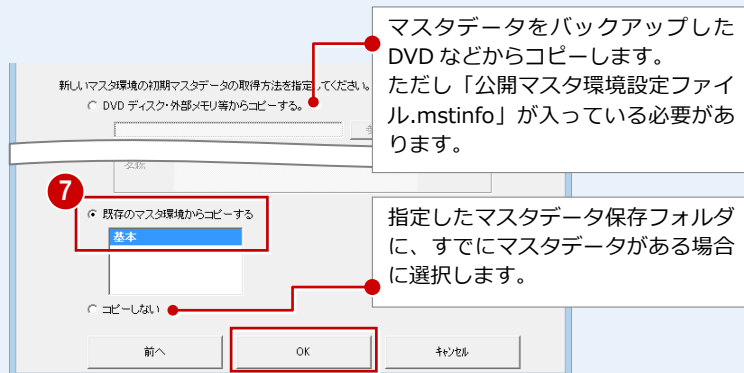 マスタデータをバックアップした
DVD などからコピーします。
ただし「公開マスタ環境設定ファイ
ル.mstinfo」が入っている必要があ
ります。
新しいマスタ環境の初期マスタデータの取得方法を指定してください。
DVD ディスク・外部メモリ等からコピーする。
名称
7
既存のマスタ環境からコピーする
基本
指定したマスタデータ保存フォルダ
に、すでにマスタデータがある場合
に選択します。
コピーしない
前へ
OK
キャンセル